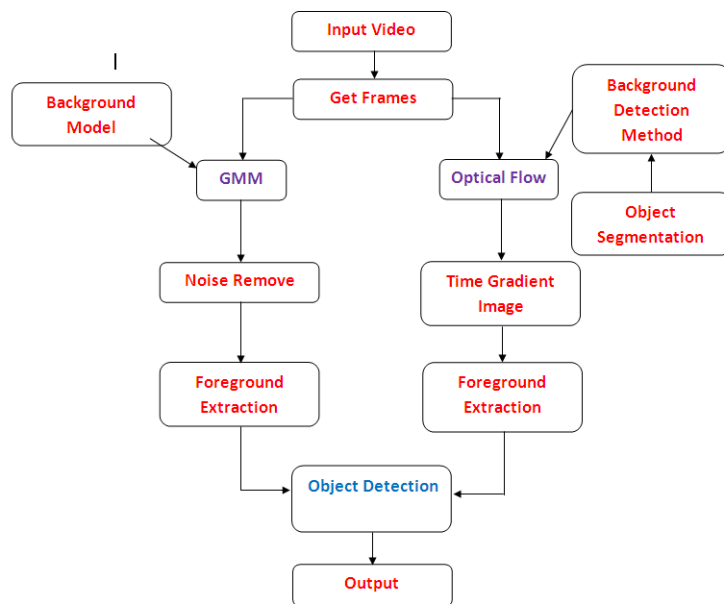 Input Video
|
Get Frames
Background
Model
Background
Detection
Method
GMM
Optical Flow
Object
Segmentation
Noise Remove
Time Gradient
Image
Foreground
Extraction
Foreground
Extraction
Object Detection
Output